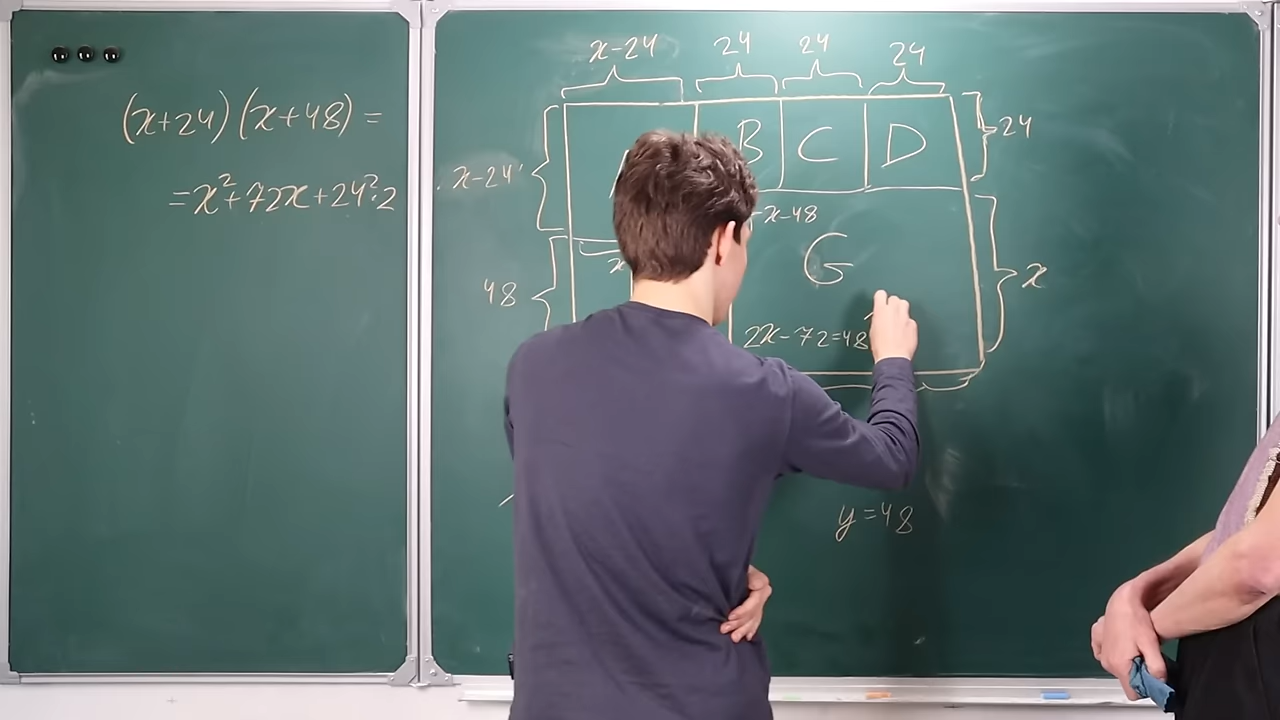 (x+24)(x+48)=
=x²+72x+24²·2
x-24 24 24 24
B C D 24
x-24
-x-48
G
x
48 x
2x-72=48
y=48